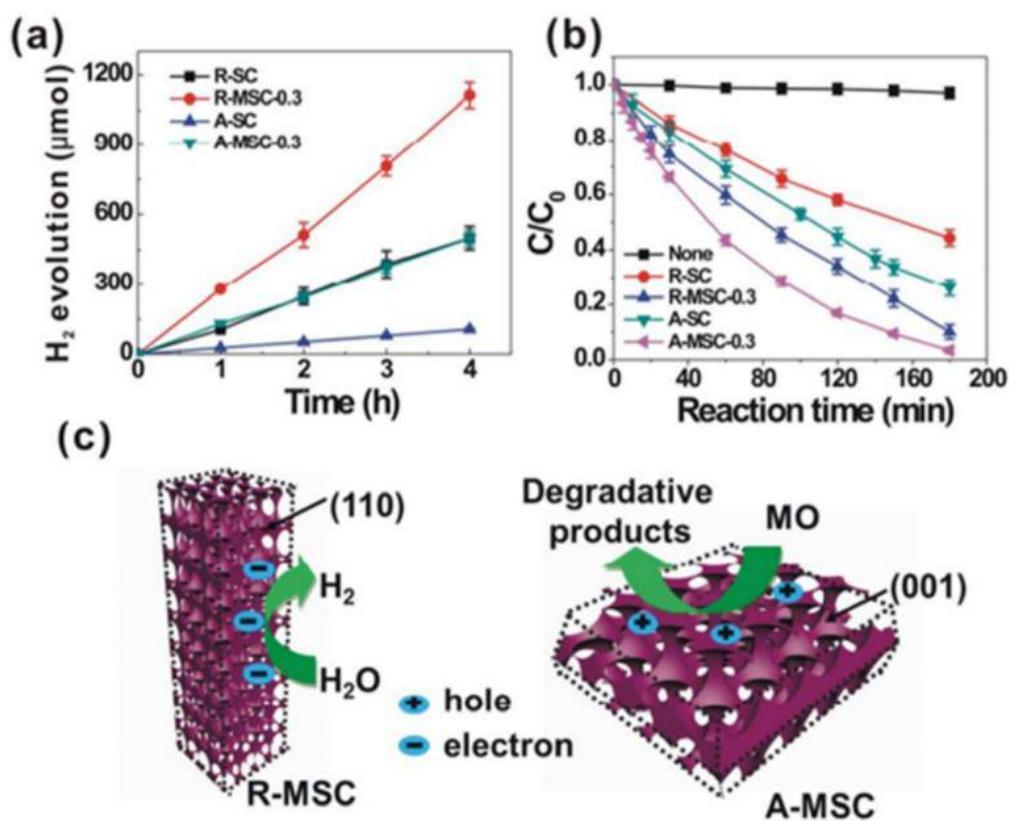 (a)
R-SC
R-MSC-0.3
A-SC
A-MSC-0.3
H₂ evolution (μmol)
1200
900
600
300
0
0 1 2 3 4
Time (h)
(b)
C/C₀
1.0
0.8
0.6
0.4
0.2
0.0
None
R-SC
R-MSC-0.3
A-SC
A-MSC-0.3
0 40 80 120 160 200
Reaction time (min)
(c)
(110)
H₂
H₂O
R-MSC
+ hole
− electron
Degradative
products
MO
(001)
A-MSC